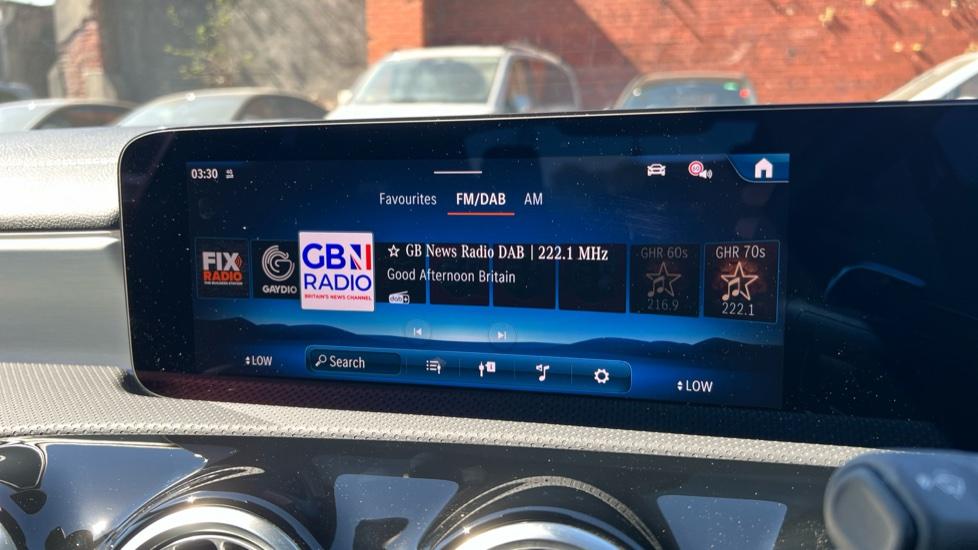 03:30
Favourites FM/DAB AM
FIX
RADIO
GAYDIO
GBN
RADIO
BRITAIN'S NEWS CHANNEL
GB News Radio DAB | 222.1 MHz
Good Afternoon Britain
dab
GHR 60s
216.9
GHR 70s
222.1
LOW
Search
LOW